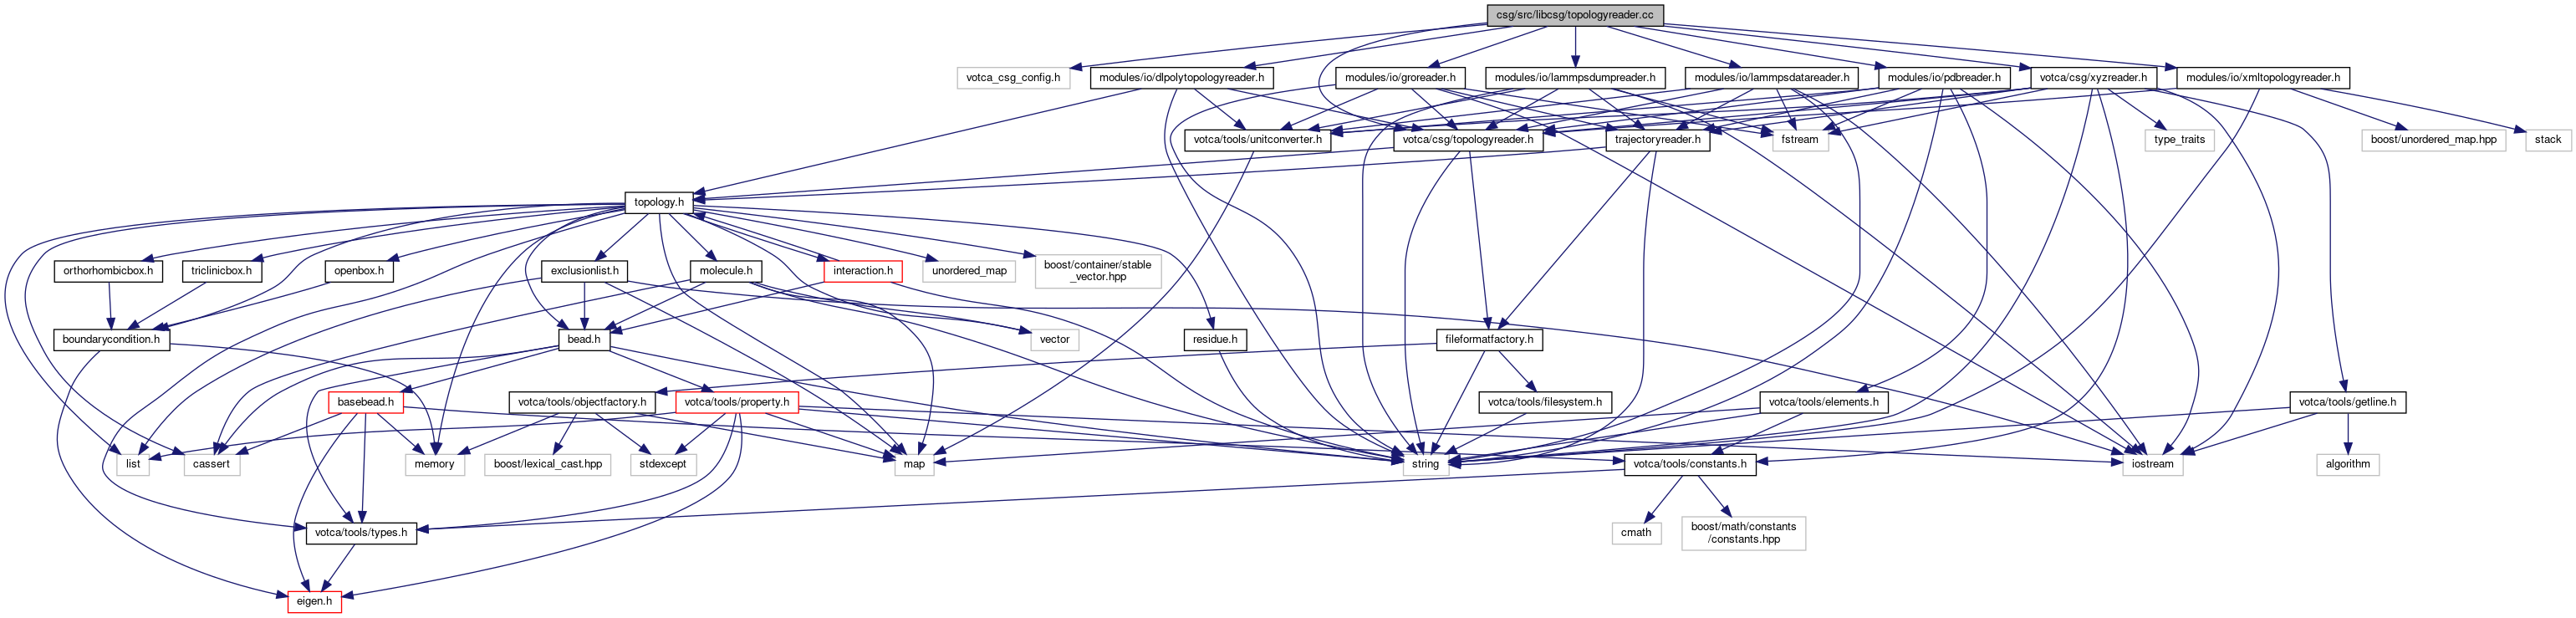 csg/src/libcsg/topologyreader.cc
votca_csg_config.h
modules/io/dlpolytopologyreader.h
modules/io/groreader.h
modules/io/lammpsdumpreader.h
modules/io/lammpsdatareader.h
modules/io/pdbreader.h
votca/csg/xyzreader.h
modules/io/xmltopologyreader.h
votca/tools/unitconverter.h
votca/csg/topologyreader.h
trajectoryreader.h
fstream
type_traits
boost/unordered_map.hpp
stack
topology.h
orthorhombicbox.h
triclinicbox.h
openbox.h
exclusionlist.h
molecule.h
interaction.h
unordered_map
boost/container/stable
_vector.hpp
boundarycondition.h
bead.h
vector
residue.h
fileformatfactory.h
basebead.h
votca/tools/objectfactory.h
votca/tools/property.h
votca/tools/filesystem.h
votca/tools/elements.h
votca/tools/getline.h
list
cassert
memory
boost/lexical_cast.hpp
stdexcept
map
string
votca/tools/constants.h
iostream
algorithm
votca/tools/types.h
cmath
boost/math/constants
/constants.hpp
eigen.h